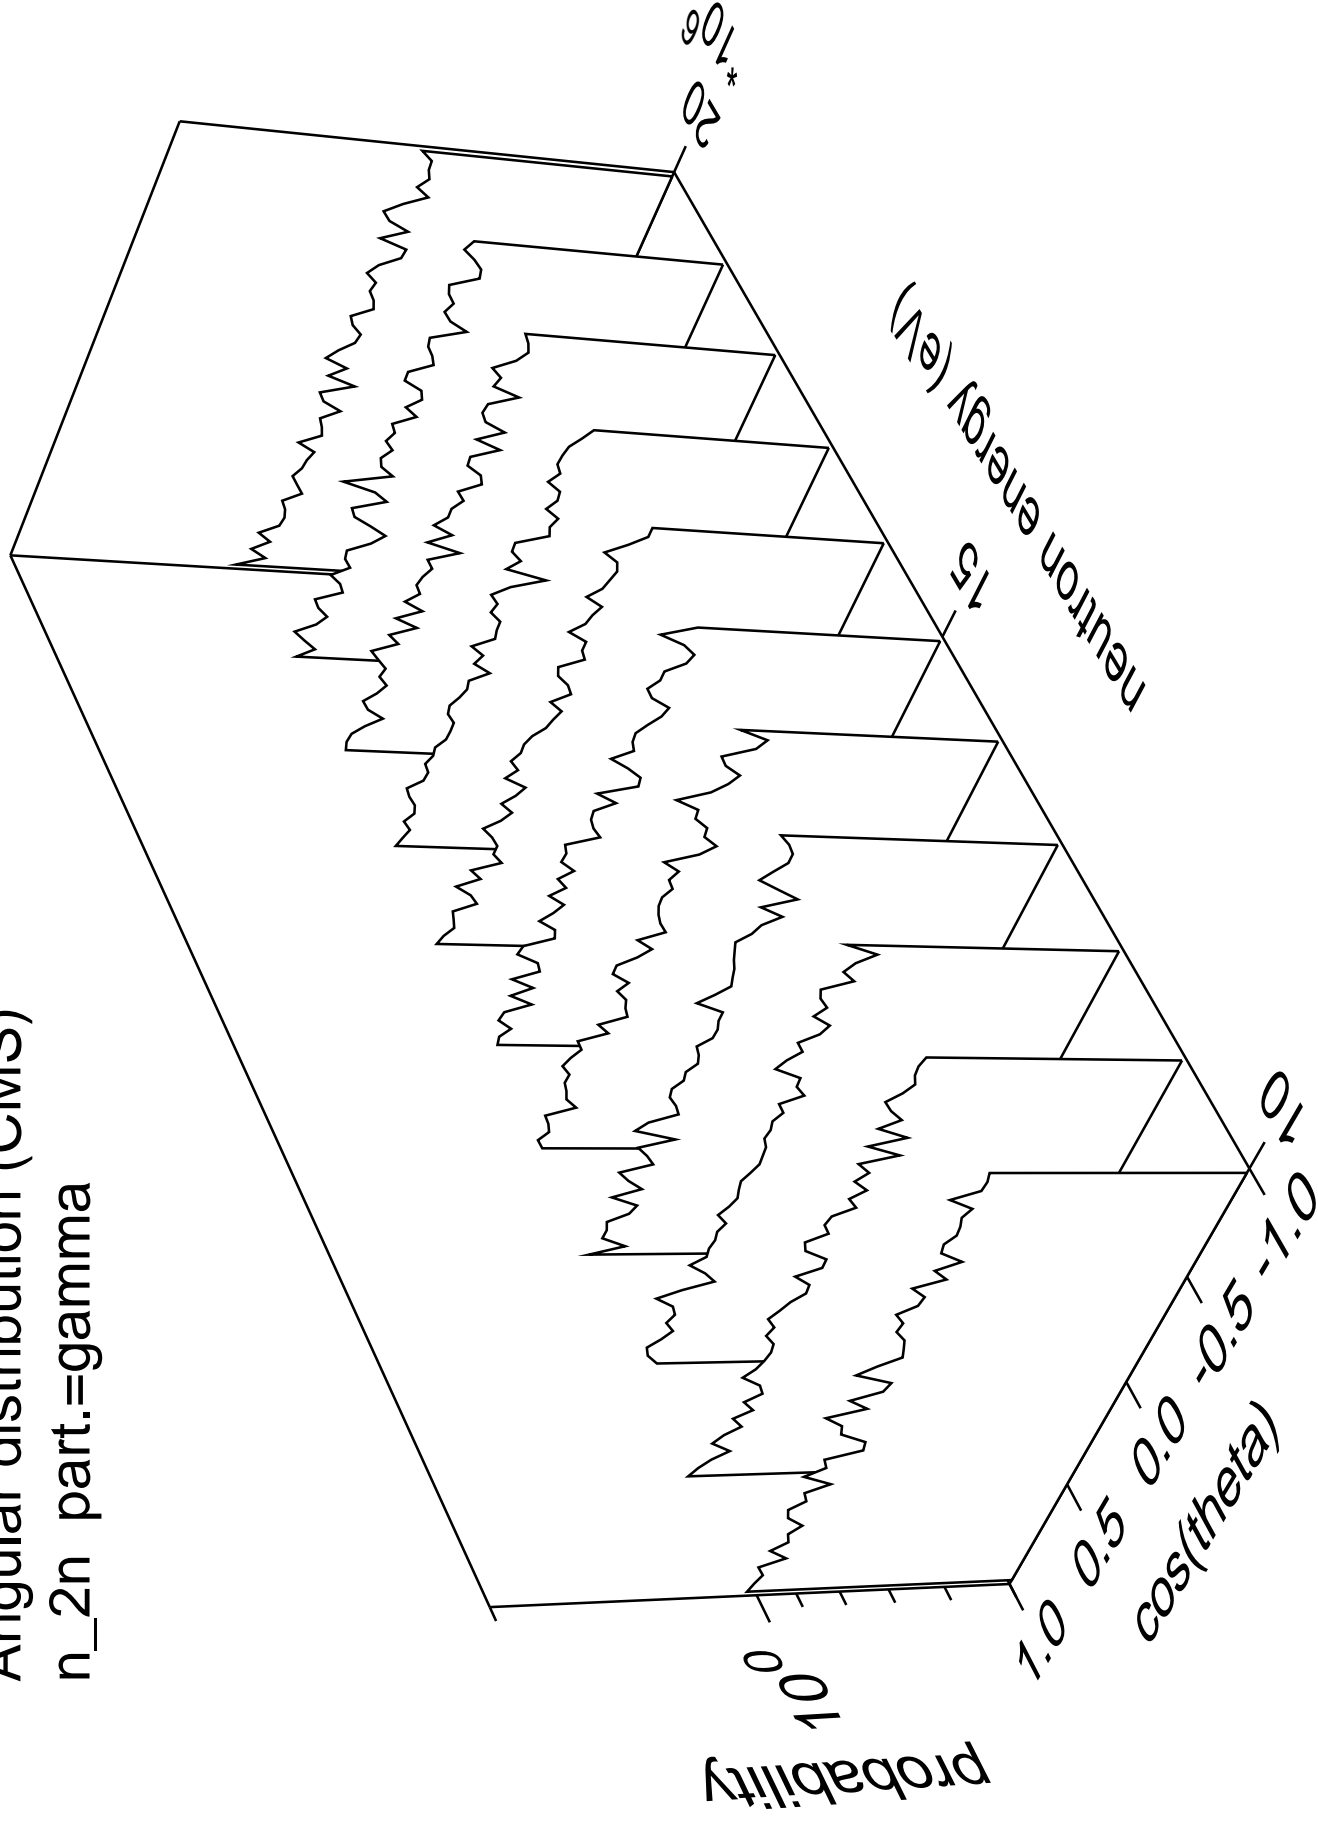 Angular distribution (CMS)
n_2n part.=gamma
probability
10 0
1.0 0.5 0.0 -0.5 -1.0
cos(theta)
10 15 20
* 10 6
neutron energy (eV)